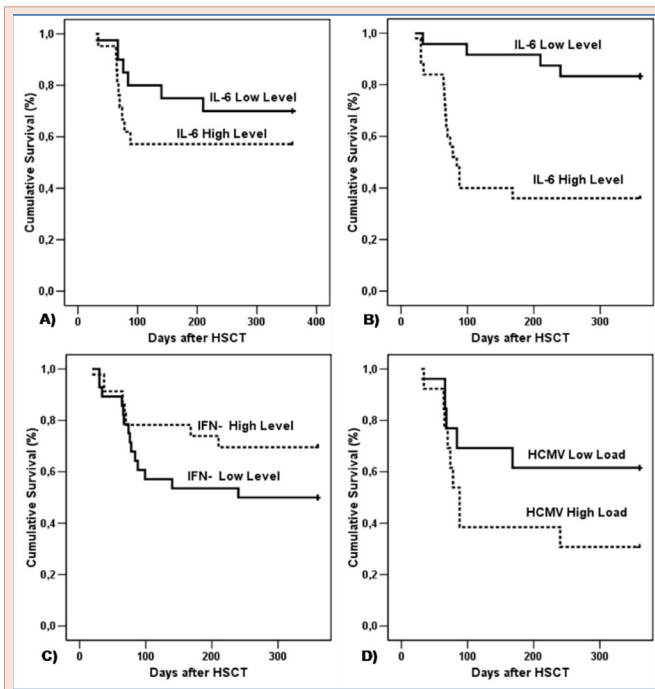 1,0
0,8
0,6
0,4
0,2
0,0
Cumulative Survival (%)
IL-6 Low Level
IL-6 High Level
0 100 200 300 400
A)
Days after HSCT
1,0
0,8
0,6
0,4
0,2
0,0
Cumulative Survival (%)
IL-6 Low Level
IL-6 High Level
0 100 200 300
B)
Days after HSCT
1,0
0,8
0,6
0,4
0,2
0,0
Cumulative Survival (%)
IFN- High Level
IFN- Low Level
0 100 200 300
C)
Days after HSCT
1,0
0,8
0,6
0,4
0,2
0,0
Cumulative Survival (%)
HCMV Low Load
HCMV High Load
0 100 200 300
D)
Days after HSCT